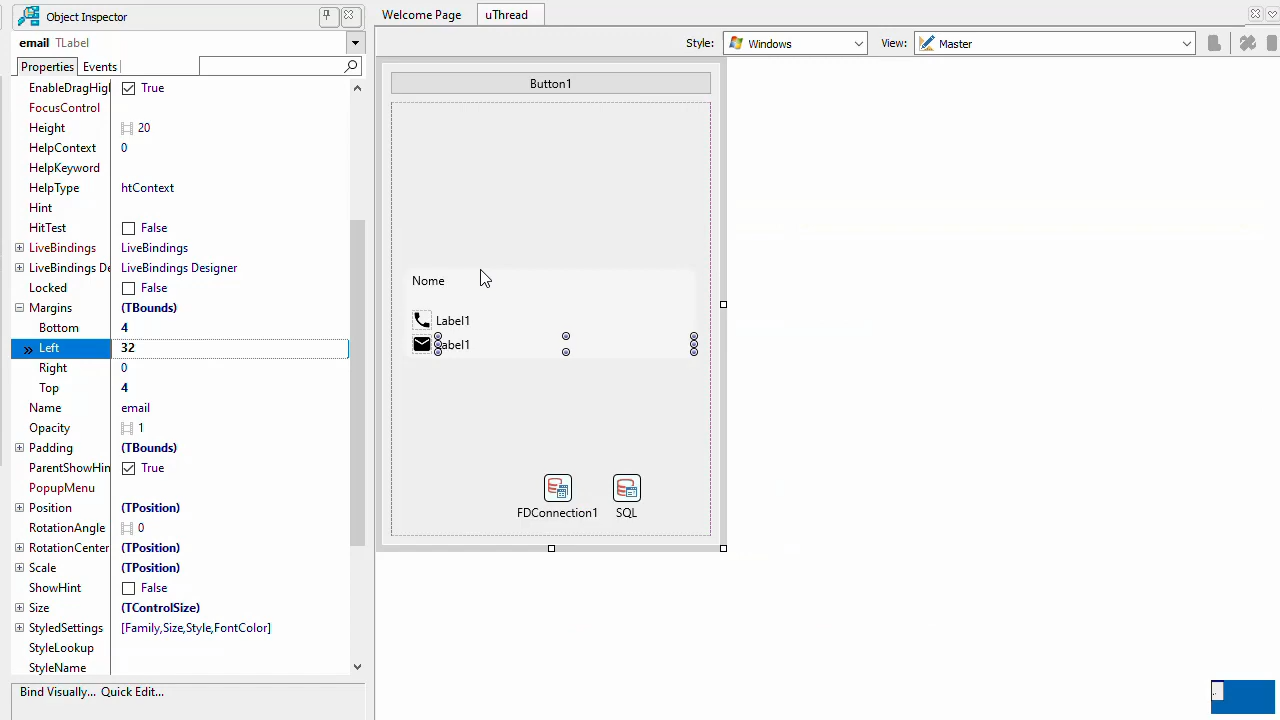 Object Inspector
email TLabel
Properties Events
EnableDragHigl True
FocusControl
Height 20
HelpContext 0
HelpKeyword
HelpType htContext
Hint
HitTest False
LiveBindings LiveBindings
LiveBindings De LiveBindings Designer
Locked False
Margins (TBounds)
Bottom 4
Left 32
Right 0
Top 4
Name email
Opacity 1
Padding (TBounds)
ParentShowHin True
PopupMenu
Position (TPosition)
RotationAngle 0
RotationCenter (TPosition)
Scale (TPosition)
ShowHint False
Size (TControlSize)
StyledSettings [Family,Size,Style,FontColor]
StyleLookup
StyleName
Bind Visually... Quick Edit...
Welcome Page uThread
Style: Windows View: Master
Button1
Nome
Label1
Label1
FDConnection1 SQL